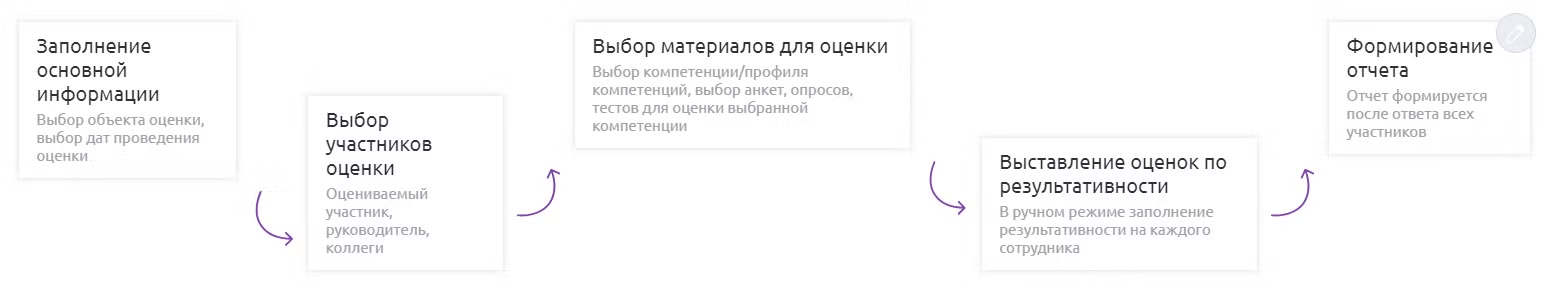 Заполнение
основной
информации
Выбор объекта оценки,
выбор дат проведения
оценки
Выбор
участников
оценки
Оцениваемый
участник,
руководитель,
коллеги
Выбор материалов для оценки
Выбор компетенции/профиля
компетенций, выбор анкет, опросов,
тестов для оценки выбранной
компетенции
Выставление оценок по
результативности
В ручном режиме заполнение
результативности на каждого
сотрудника
Формирование
отчета
Отчет формируется
после ответа всех
участников